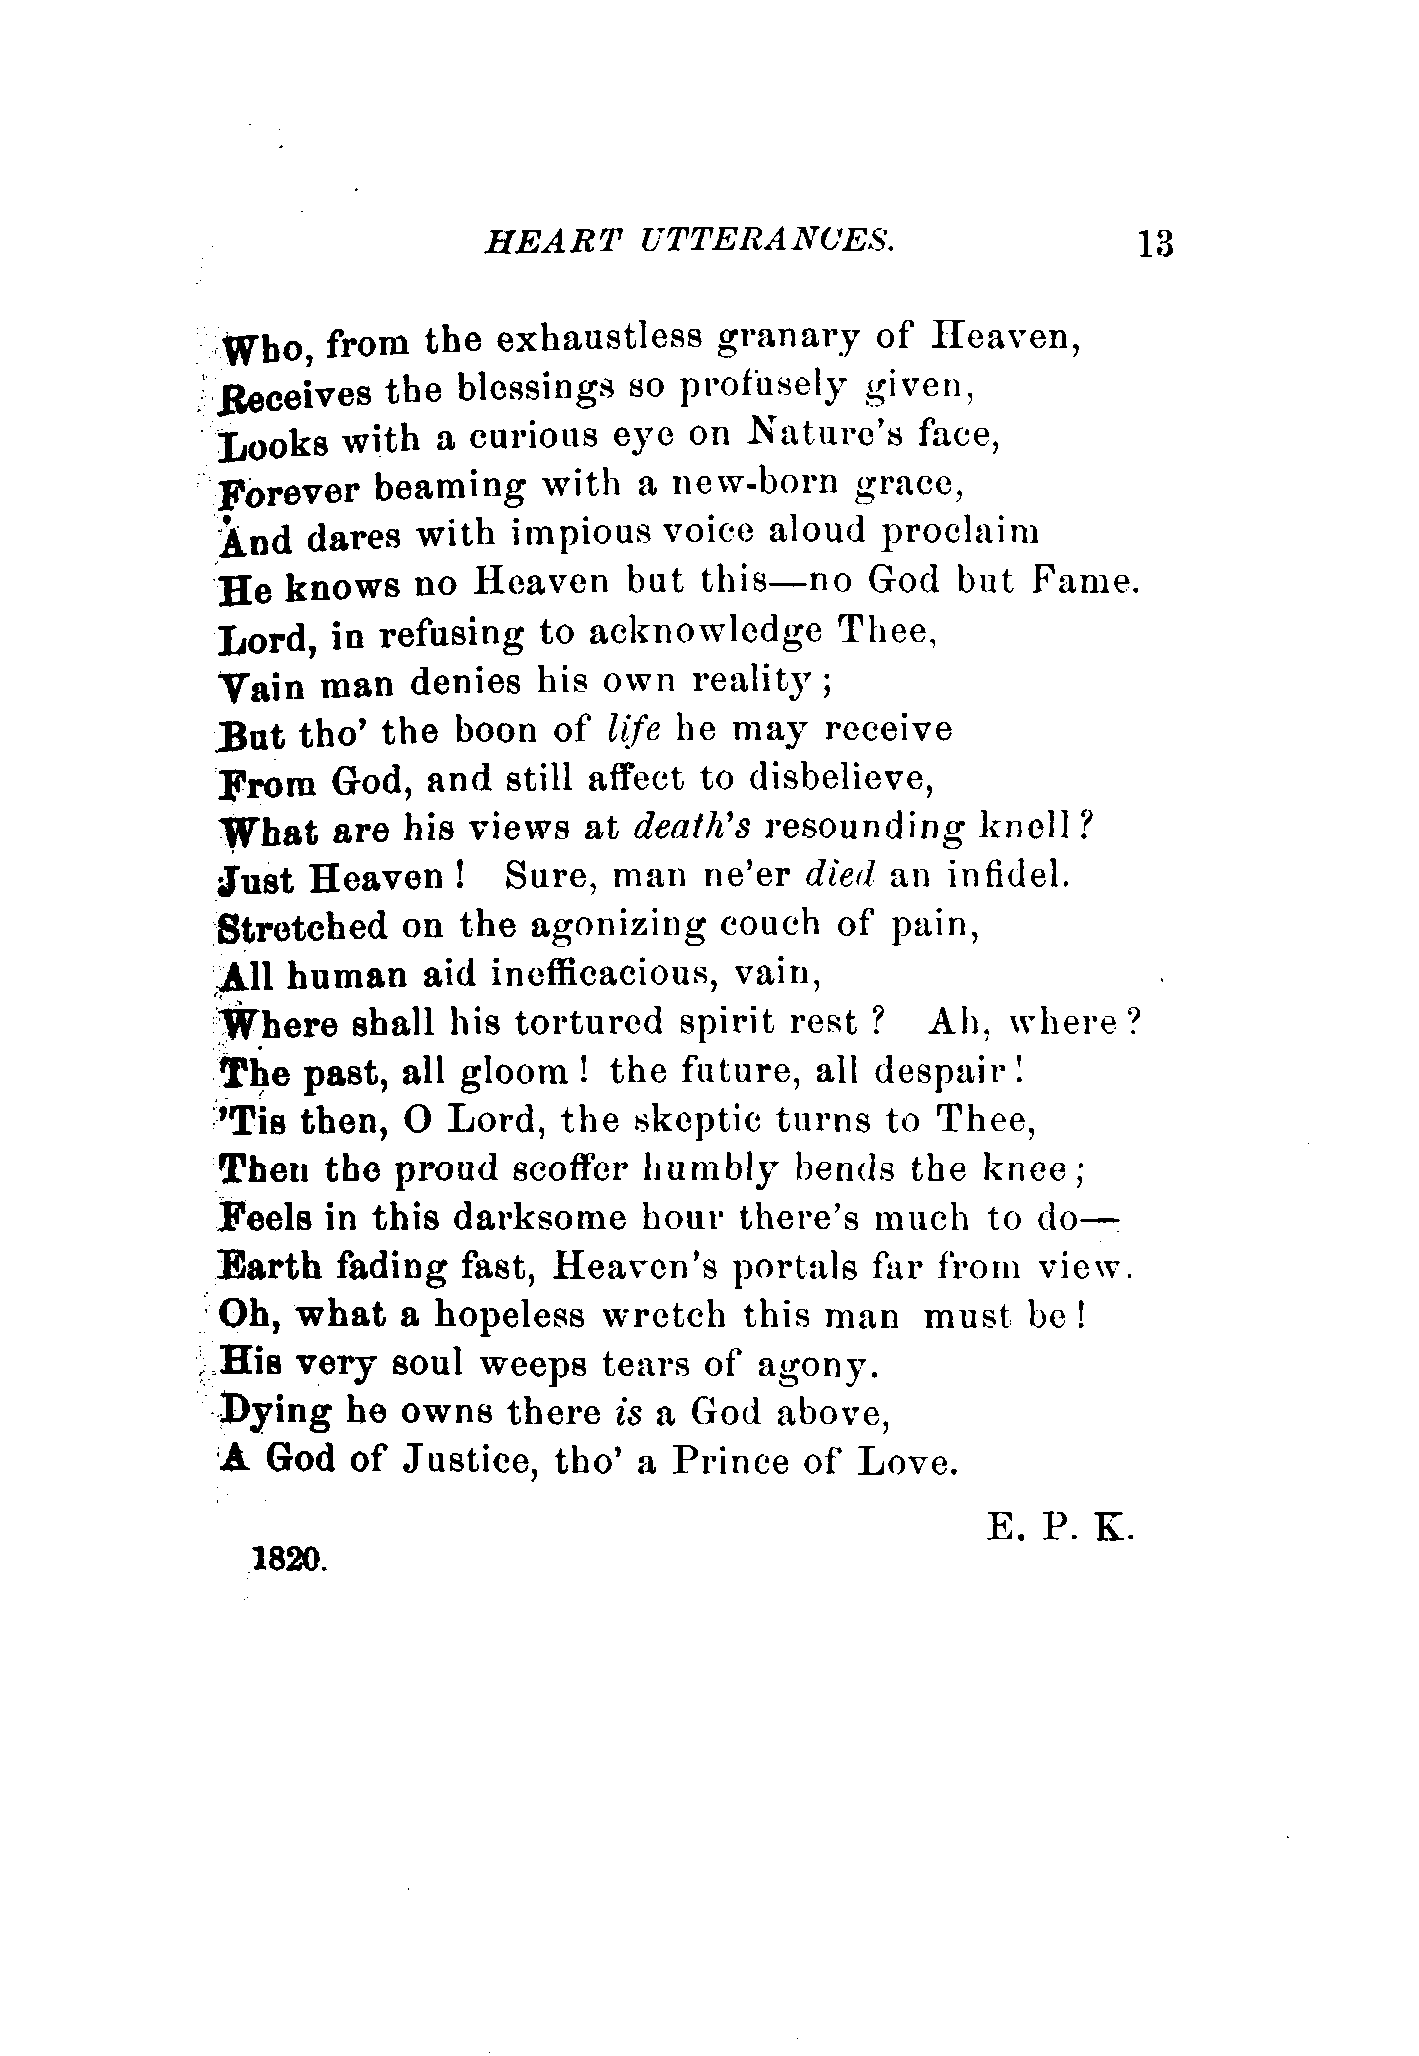 HEART UTTERANCES. 13
Who, from the exhaustless granary of Heaven,
Receives the blessings so profusely given,
Looks with a curious eye on Nature's face,
Forever beaming with a new-born grace,
And dares with impious voice aloud proclaim
He knows no Heaven but this—no God but Fame.
Lord, in refusing to acknowledge Thee,
Vain man denies his own reality;
But tho' the boon of life he may receive
From God, and still affect to disbelieve,
What are his views at death's resounding knell?
Just Heaven! Sure, man ne'er died an infidel.
Stretched on the agonizing couch of pain,
All human aid inefficacious, vain,
Where shall his tortured spirit rest? Ah, where?
The past, all gloom! the future, all despair!
'Tis then, O Lord, the skeptic turns to Thee,
Then the proud scoffer humbly bends the knee;
Feels in this darksome hour there's much to do—
Earth fading fast, Heaven's portals far from view.
Oh, what a hopeless wretch this man must be!
His very soul weeps tears of agony.
Dying he owns there is a God above,
A God of Justice, tho' a Prince of Love.
E. P. K.
1820.